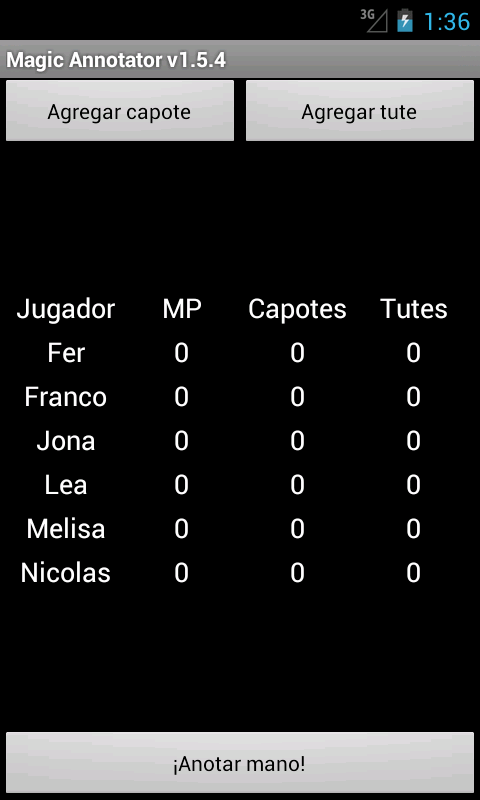 3G 1:36
Magic Annotator v1.5.4
Agregar capote Agregar tute
Jugador MP Capotes Tutes
Fer 0 0 0
Franco 0 0 0
Jona 0 0 0
Lea 0 0 0
Melisa 0 0 0
Nicolas 0 0 0
¡Anotar mano!